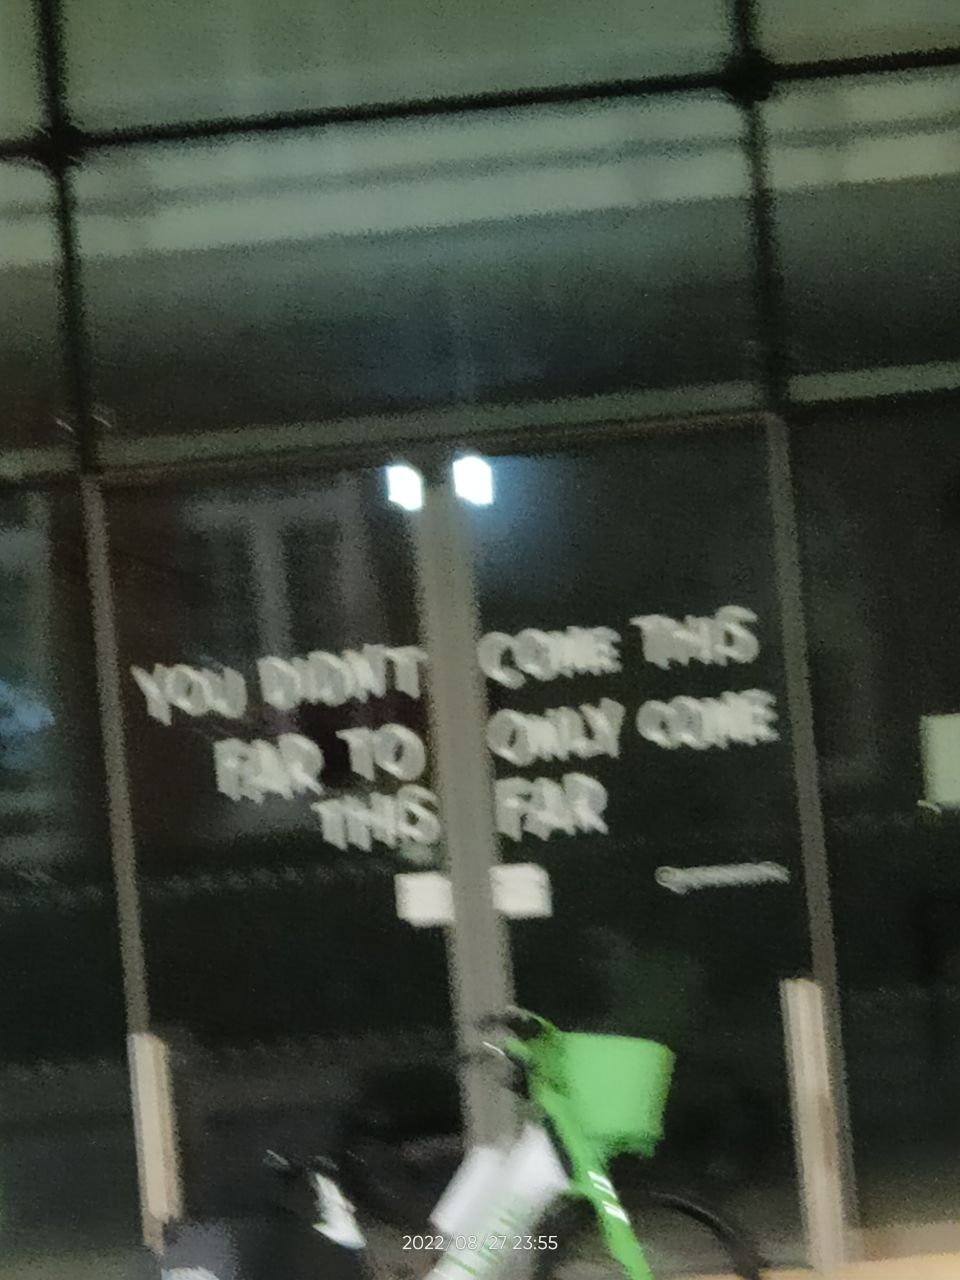 YOU DIDN'T COME THIS
FAR TO ONLY COME
THIS FAR
2022/08/27 23:55